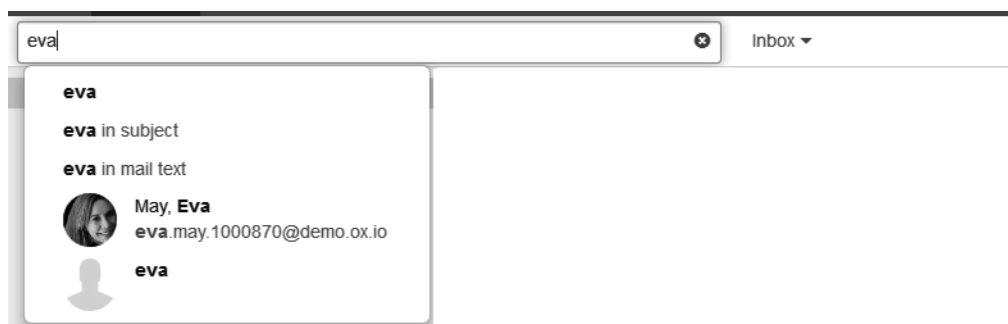 eva
Inbox
eva
eva in subject
eva in mail text
May, Eva
eva.may.1000870@demo.ox.io
eva